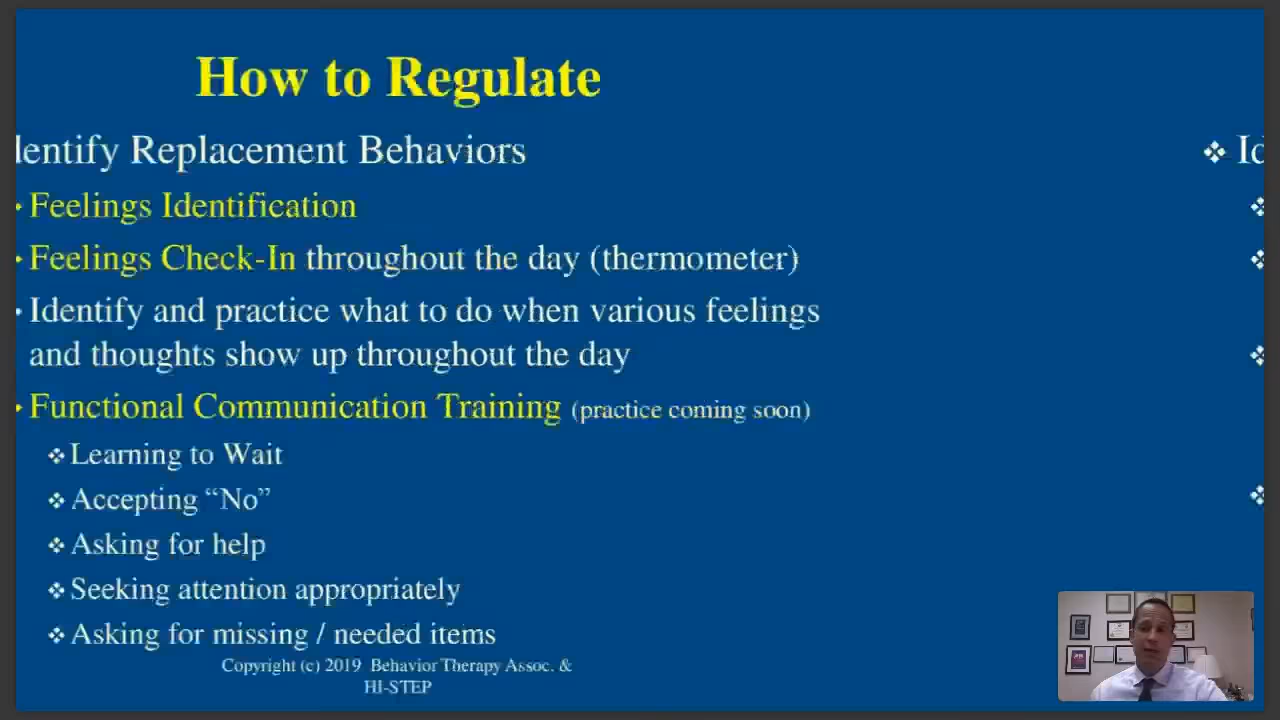 How to Regulate
dentify Replacement Behaviors
Feelings Identification
Feelings Check-In throughout the day (thermometer)
Identify and practice what to do when various feelings
and thoughts show up throughout the day
Functional Communication Training (practice coming soon)
Learning to Wait
Accepting “No”
Asking for help
Seeking attention appropriately
Asking for missing / needed items
Copyright (c) 2019 Behavior Therapy Assoc. &
HI-STEP
Id